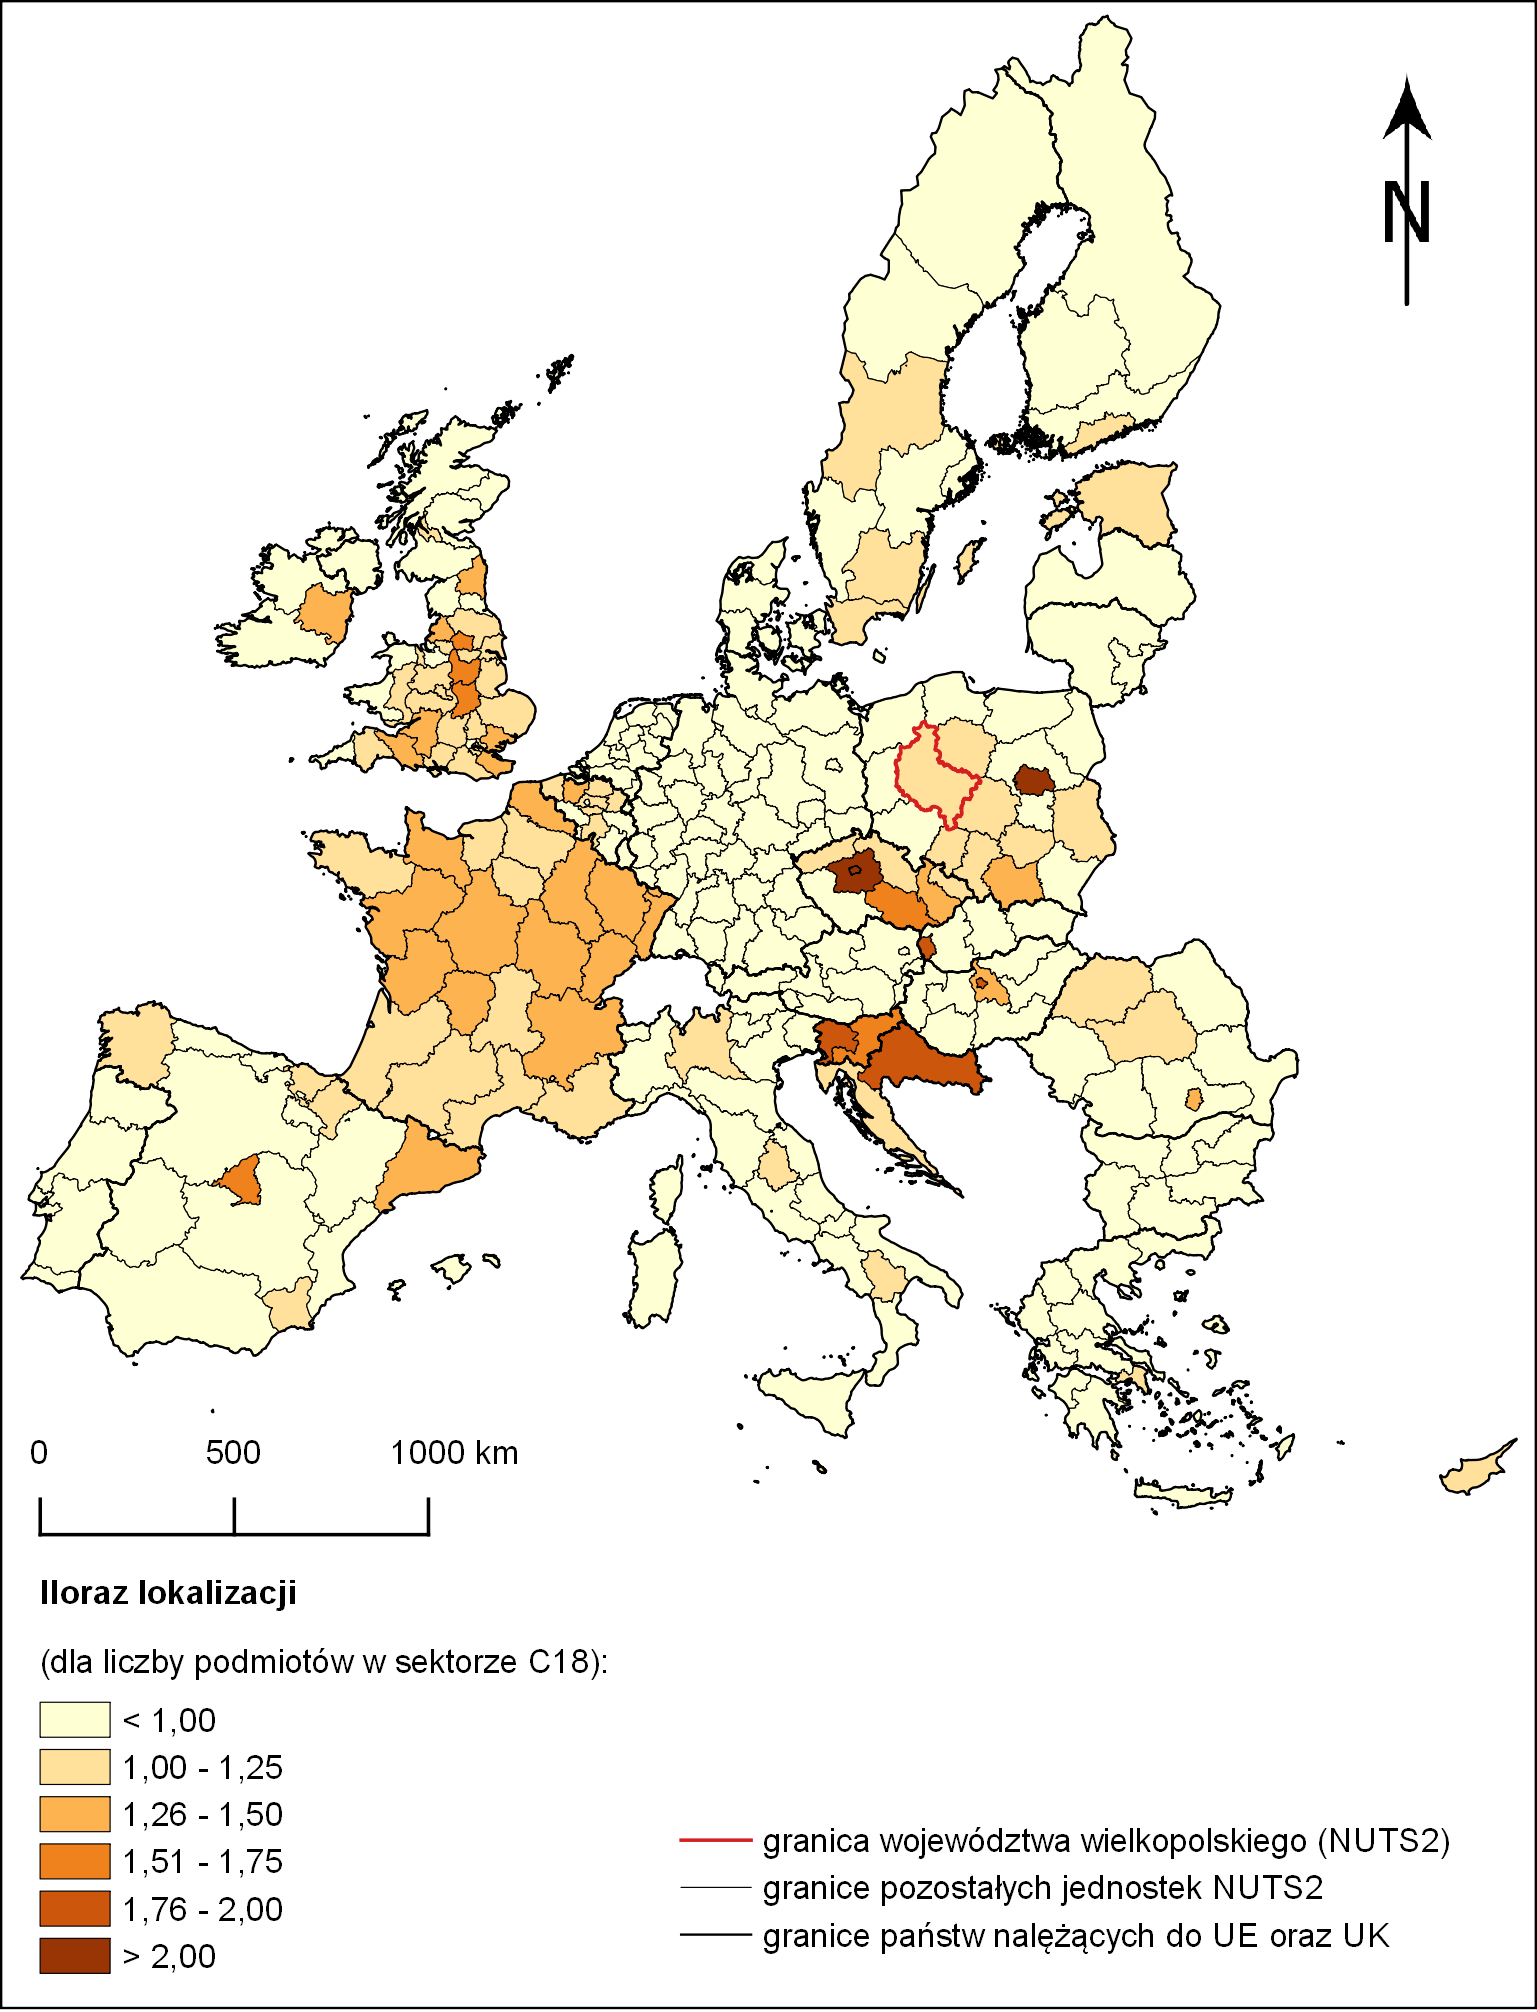 N
0 500 1000 km
Iloraz lokalizacji
(dla liczby podmiotów w sektorze C18):
< 1,00
1,00 - 1,25
1,26 - 1,50
1,51 - 1,75
1,76 - 2,00
> 2,00
granica województwa wielkopolskiego (NUTS2)
granice pozostałych jednostek NUTS2
granice państw nalężących do UE oraz UK